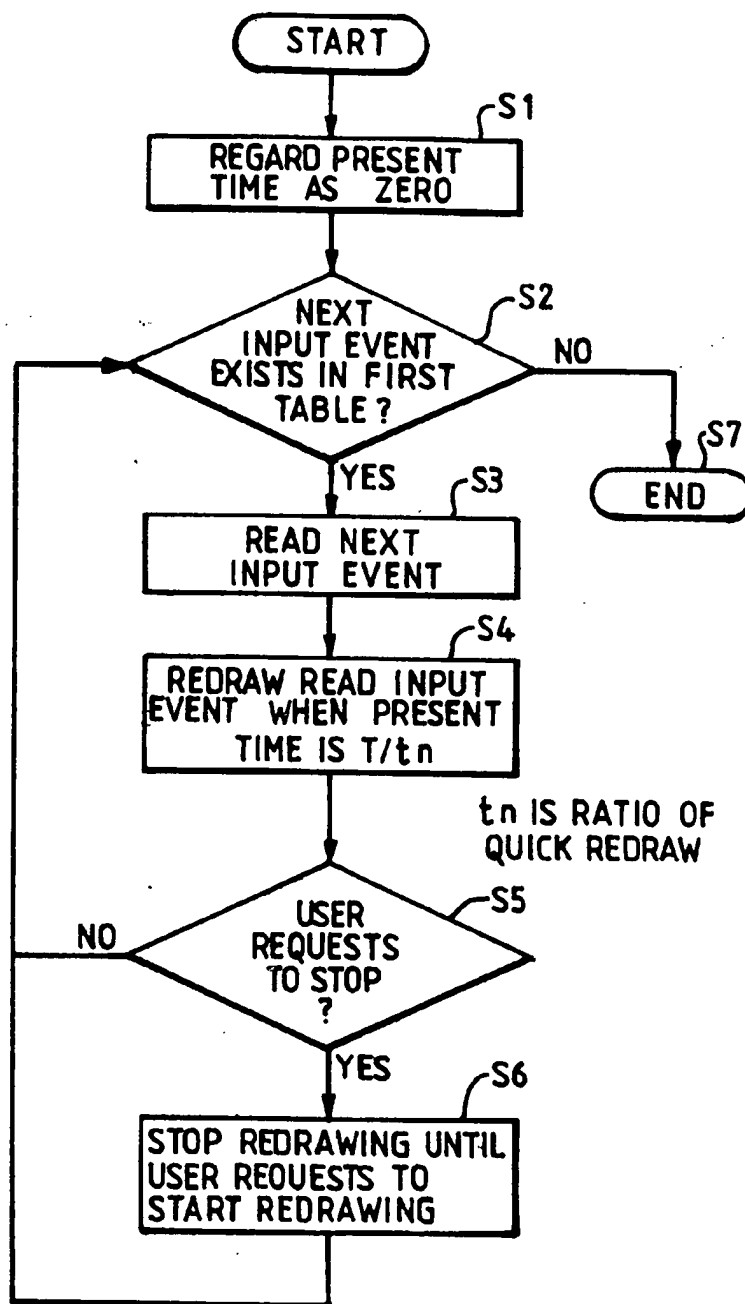 START
S1
REGARD PRESENT
TIME AS ZERO
S2
NEXT
INPUT EVENT
EXISTS IN FIRST
TABLE?
NO
S7
END
YES
S3
READ NEXT
INPUT EVENT
S4
REDRAW READ INPUT
EVENT WHEN PRESENT
TIME IS T/tn
tn IS RATIO OF
QUICK REDRAW
S5
USER
REQUESTS
TO STOP
?
NO
YES
S6
STOP REDRAWING UNTIL
USER REQUESTS TO
START REDRAWING